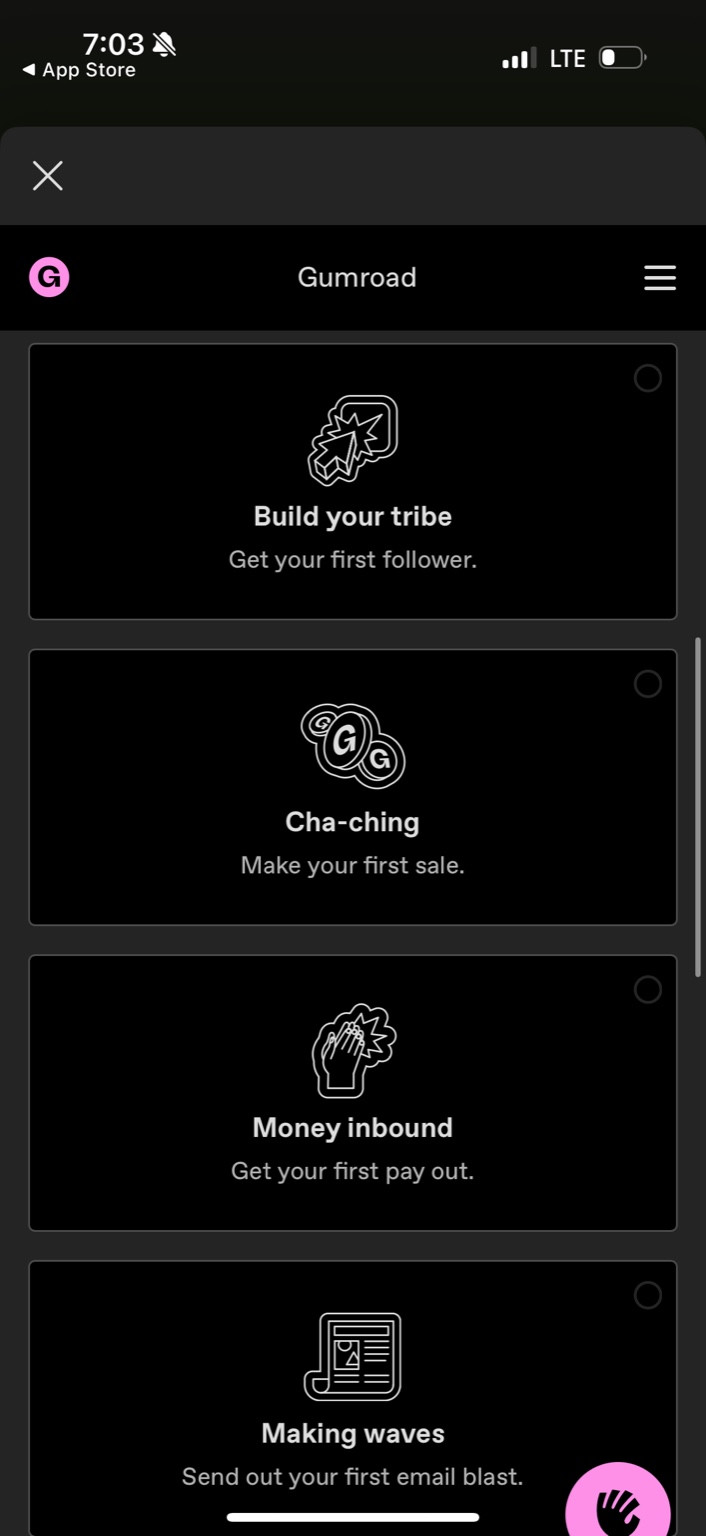 7:03
◀ App Store
LTE
G
Gumroad
Build your tribe
Get your first follower.
G G G
Cha-ching
Make your first sale.
Money inbound
Get your first pay out.
Making waves
Send out your first email blast.